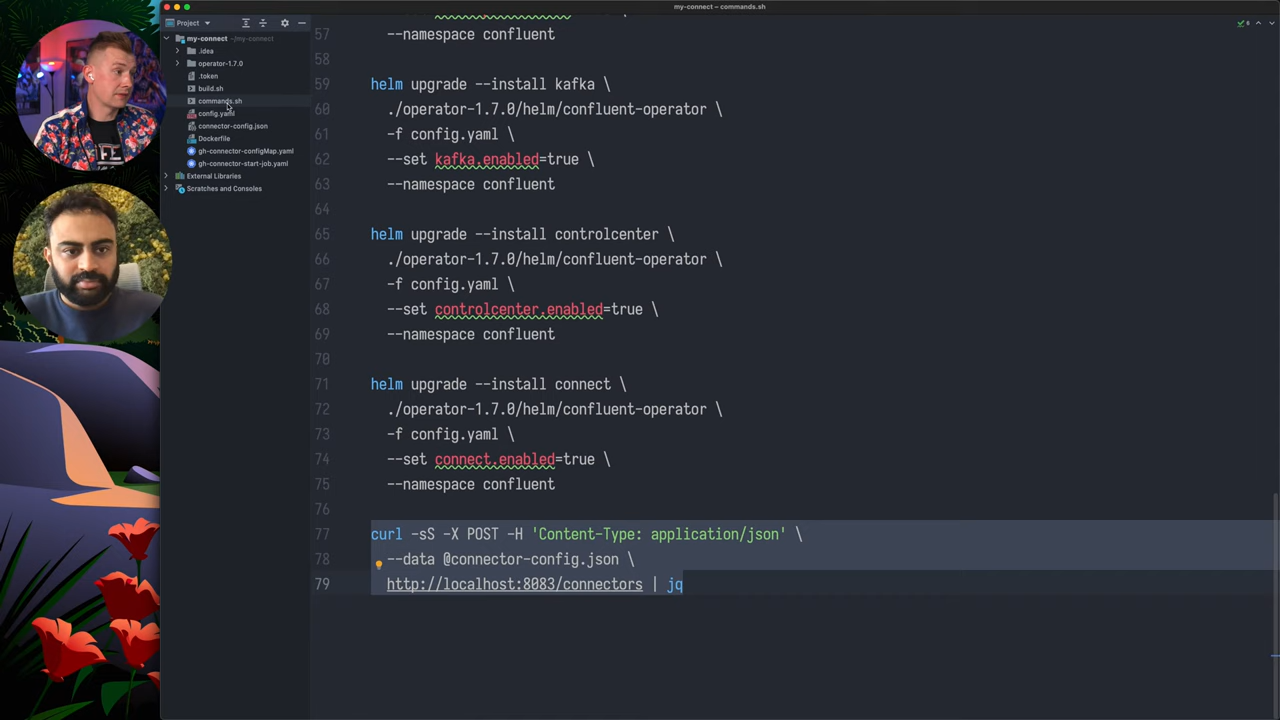 my-connect – commands.sh
Project
6
my-connect ~/my-connect
.idea
operator-1.7.0
.token
build.sh
commands.sh
config.yaml
connector-config.json
Dockerfile
gh-connector-configMap.yaml
gh-connector-start-job.yaml
External Libraries
Scratches and Consoles
57 --namespace confluent
58
59 helm upgrade --install kafka \
60 ./operator-1.7.0/helm/confluent-operator \
61 -f config.yaml \
62 --set kafka.enabled=true \
63 --namespace confluent
64
65 helm upgrade --install controlcenter \
66 ./operator-1.7.0/helm/confluent-operator \
67 -f config.yaml \
68 --set controlcenter.enabled=true \
69 --namespace confluent
70
71 helm upgrade --install connect \
72 ./operator-1.7.0/helm/confluent-operator \
73 -f config.yaml \
74 --set connect.enabled=true \
75 --namespace confluent
76
77 curl -sS -X POST -H 'Content-Type: application/json' \
78 --data @connector-config.json \
79 http://localhost:8083/connectors | jq